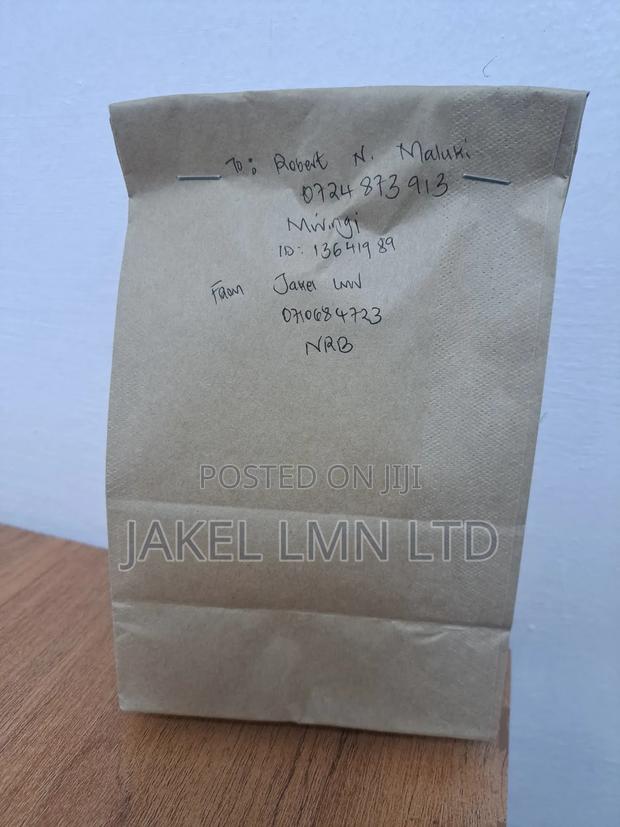 To: Robert N. Maluki
0724 873 913
Mwingi
ID: 13641989
From Jakel LMN
0710684723
NRB
POSTED ON JIJI
JAKEL LMN LTD